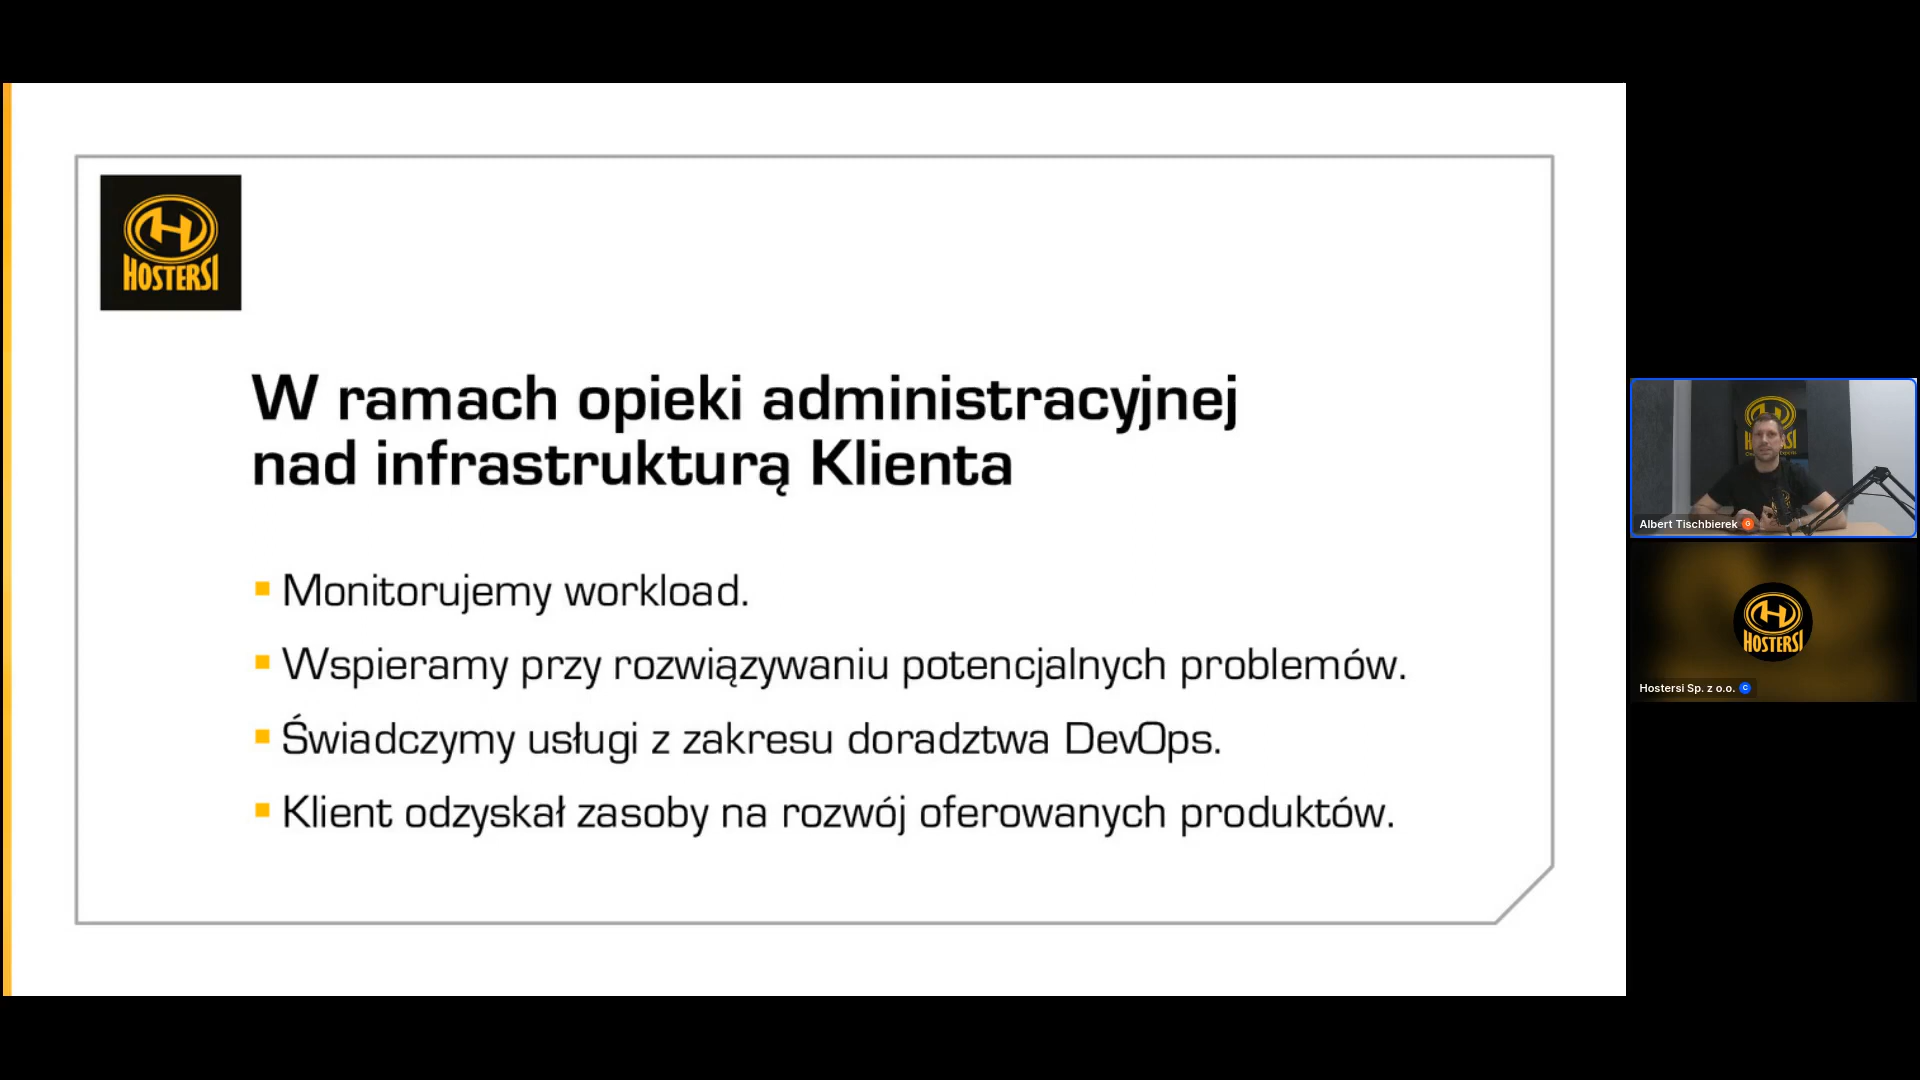 HOSTERSI
W ramach opieki administracyjnej
nad infrastrukturą Klienta
Monitorujemy workload.
Wspieramy przy rozwiązywaniu potencjalnych problemów.
Świadczymy usługi z zakresu doradztwa DevOps.
Klient odzyskał zasoby na rozwój oferowanych produktów.
Albert Tischbierek G
HOSTERSI
Hostersi Sp. z o.o. C